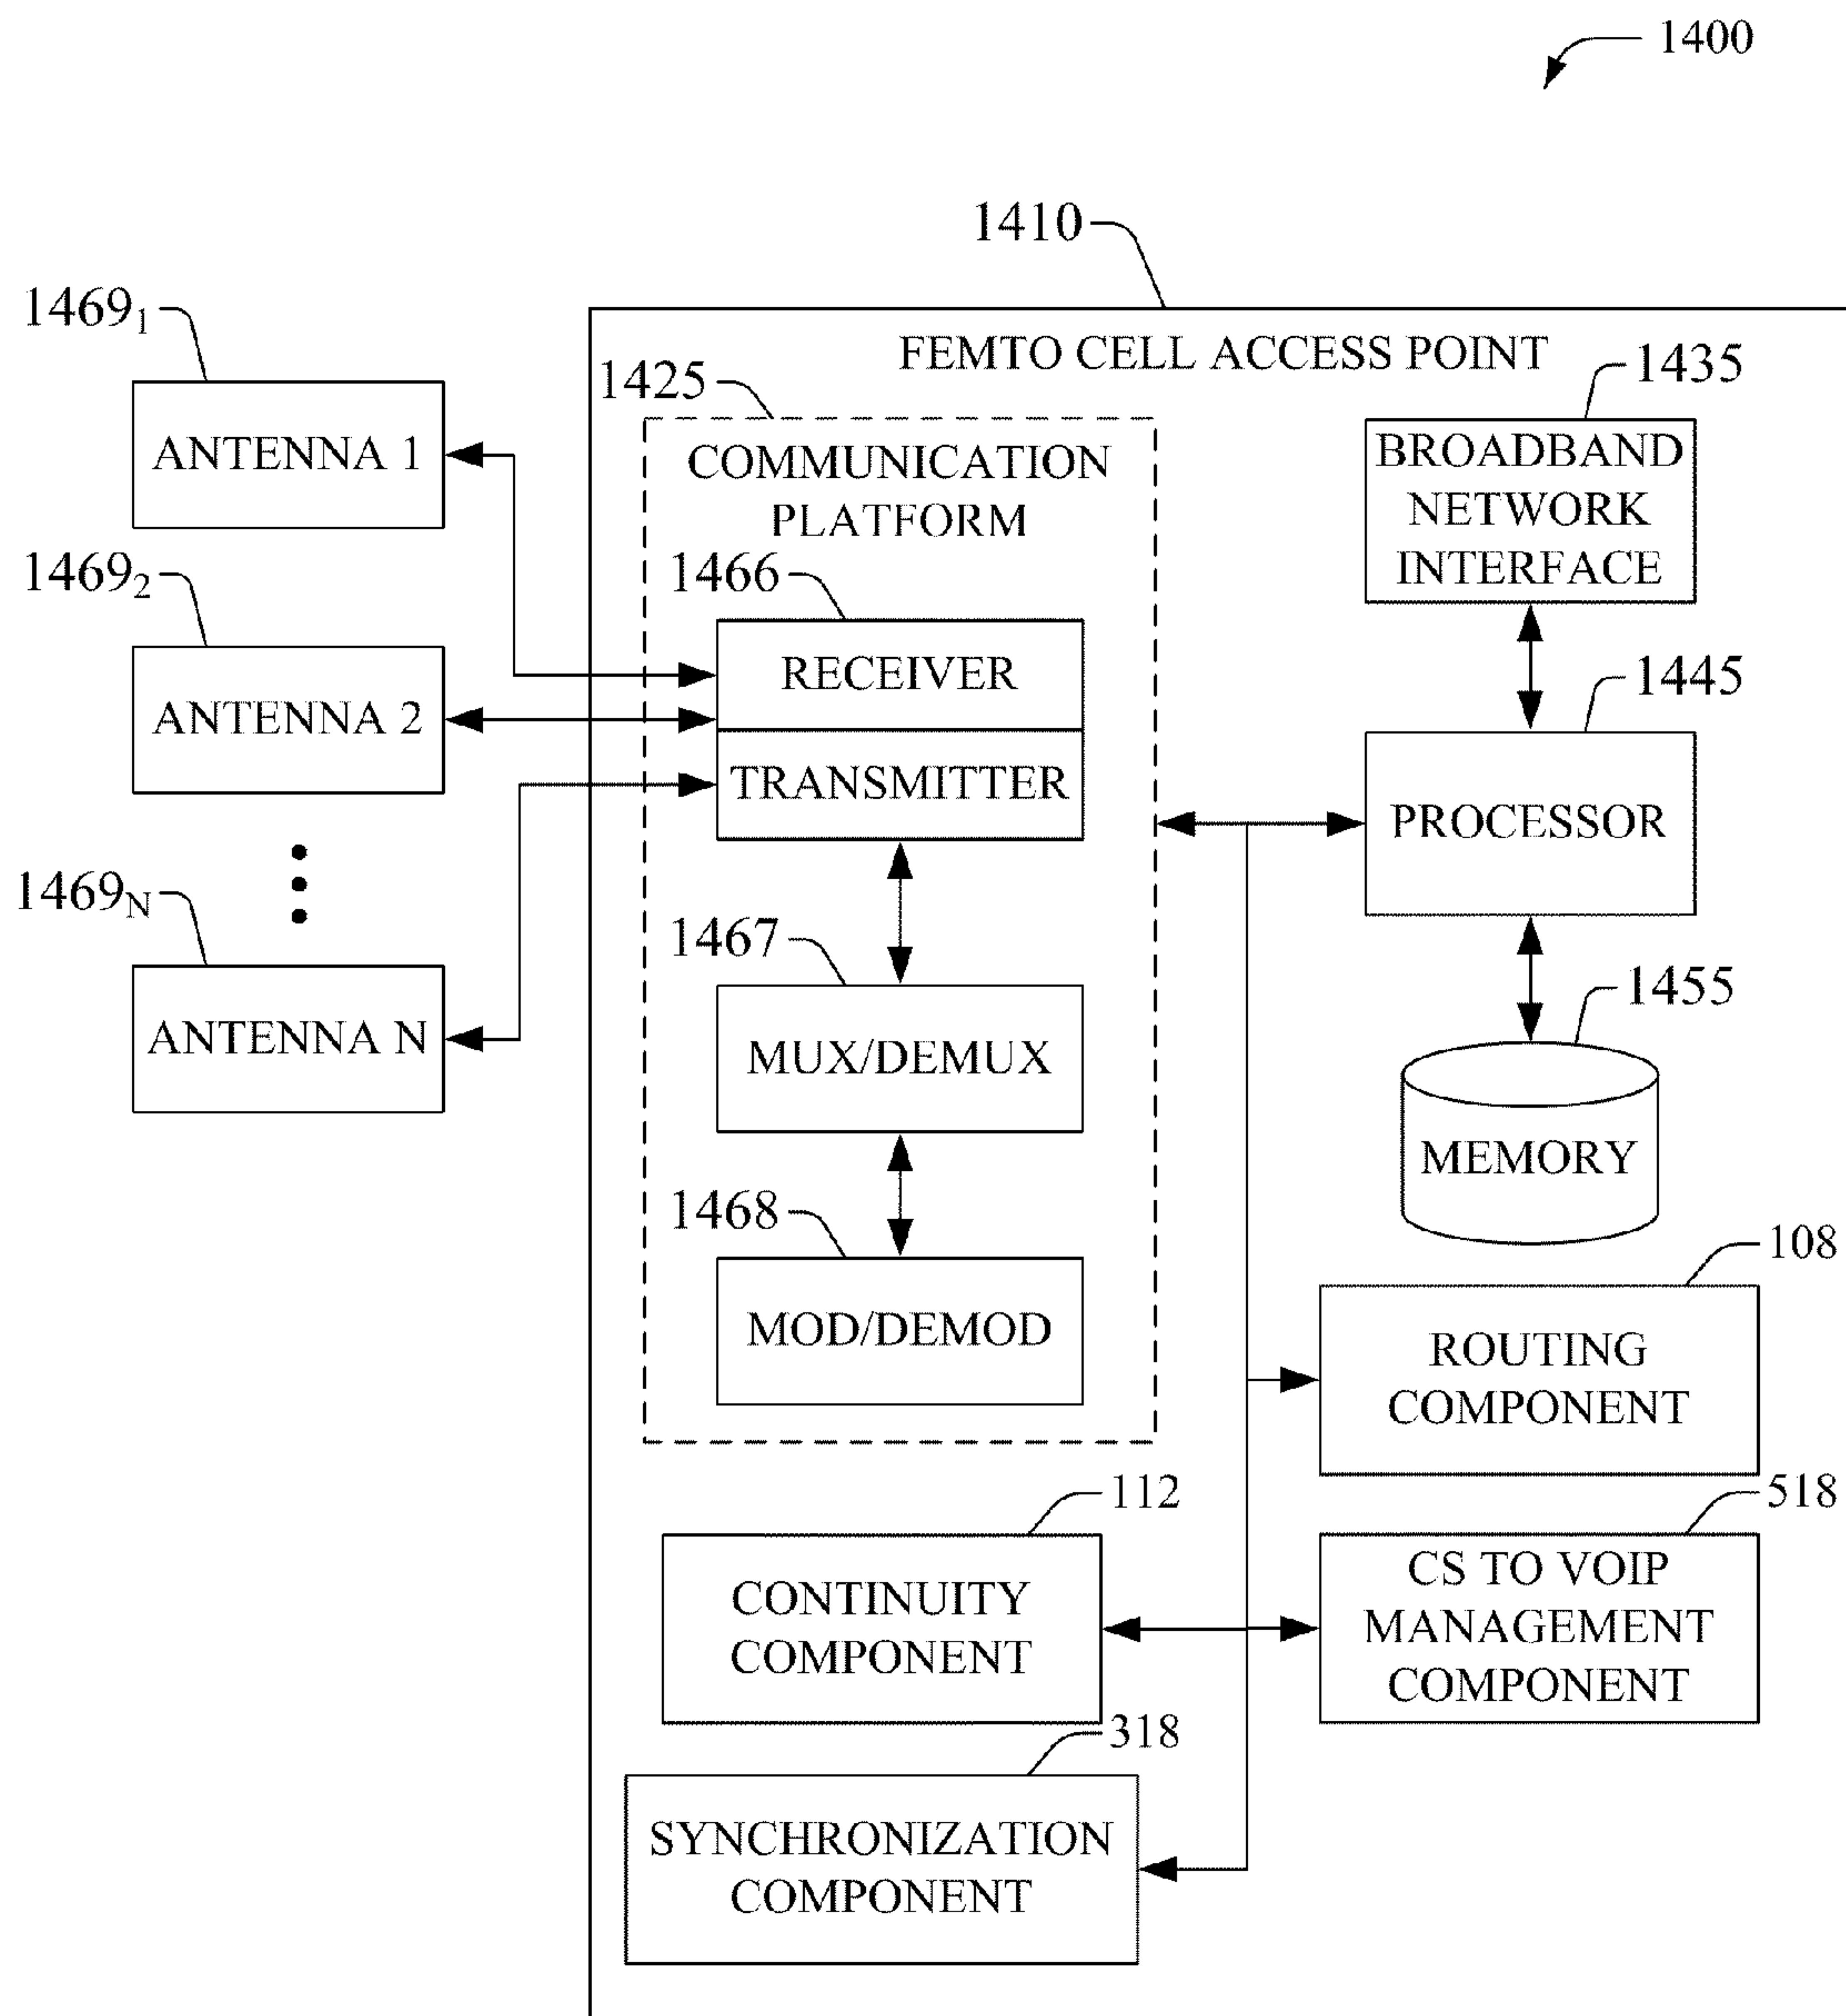 1400
1410
FEMTO CELL ACCESS POINT
1469₁
ANTENNA 1
1469₂
ANTENNA 2
1469N
ANTENNA N
1425
COMMUNICATION
PLATFORM
1466
RECEIVER
TRANSMITTER
1467
MUX/DEMUX
1468
MOD/DEMOD
1435
BROADBAND
NETWORK
INTERFACE
1445
PROCESSOR
1455
MEMORY
108
ROUTING
COMPONENT
112
CONTINUITY
COMPONENT
518
CS TO VOIP
MANAGEMENT
COMPONENT
318
SYNCHRONIZATION
COMPONENT